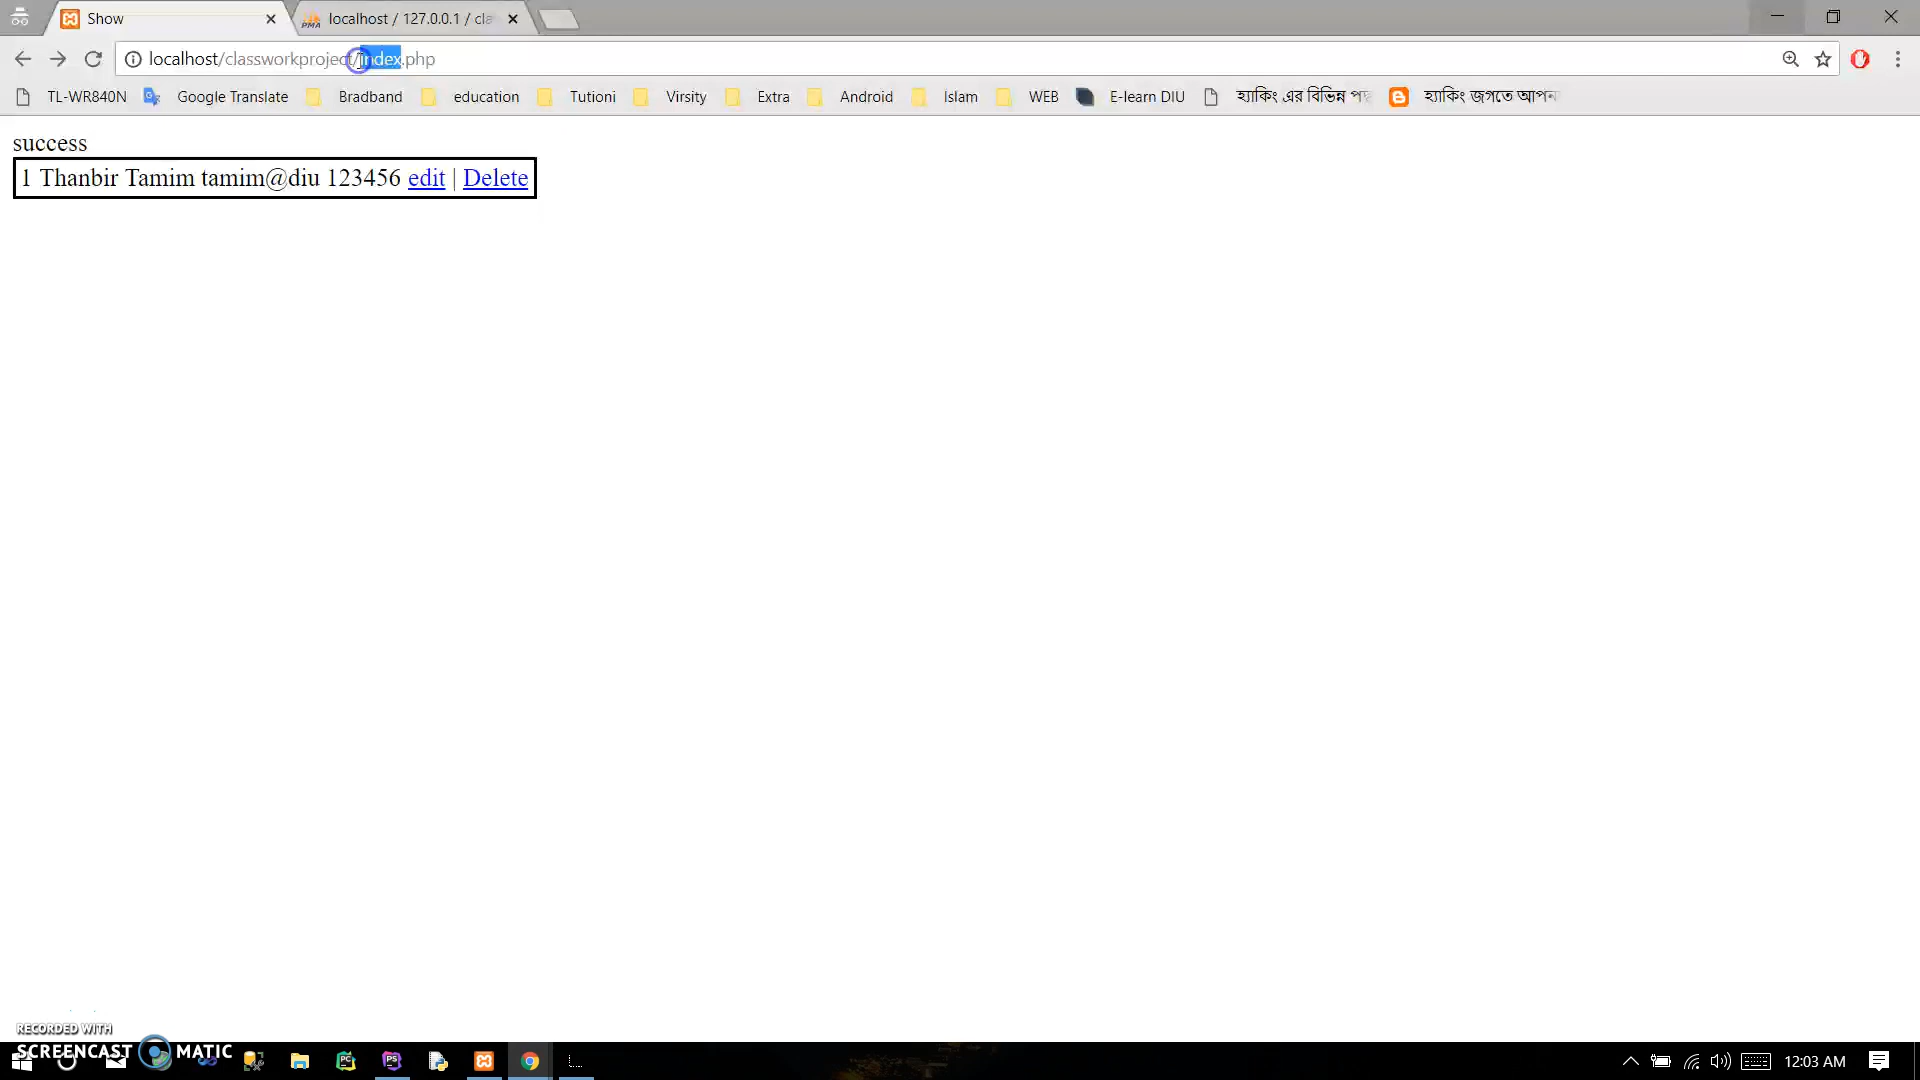 Show
localhost / 127.0.0.1 / cla
localhost/classworkproject/index.php
TL-WR840N Google Translate Bradband education Tutioni Virsity Extra Android Islam WEB E-learn DIU হ্যাকিং এর বিভিন্ন হ্যাকিং জগতে আপন
success
1 Thanbir Tamim tamim@diu 123456 edit | Delete
RECORDED WITH
SCREENCAST MATIC
12:03 AM